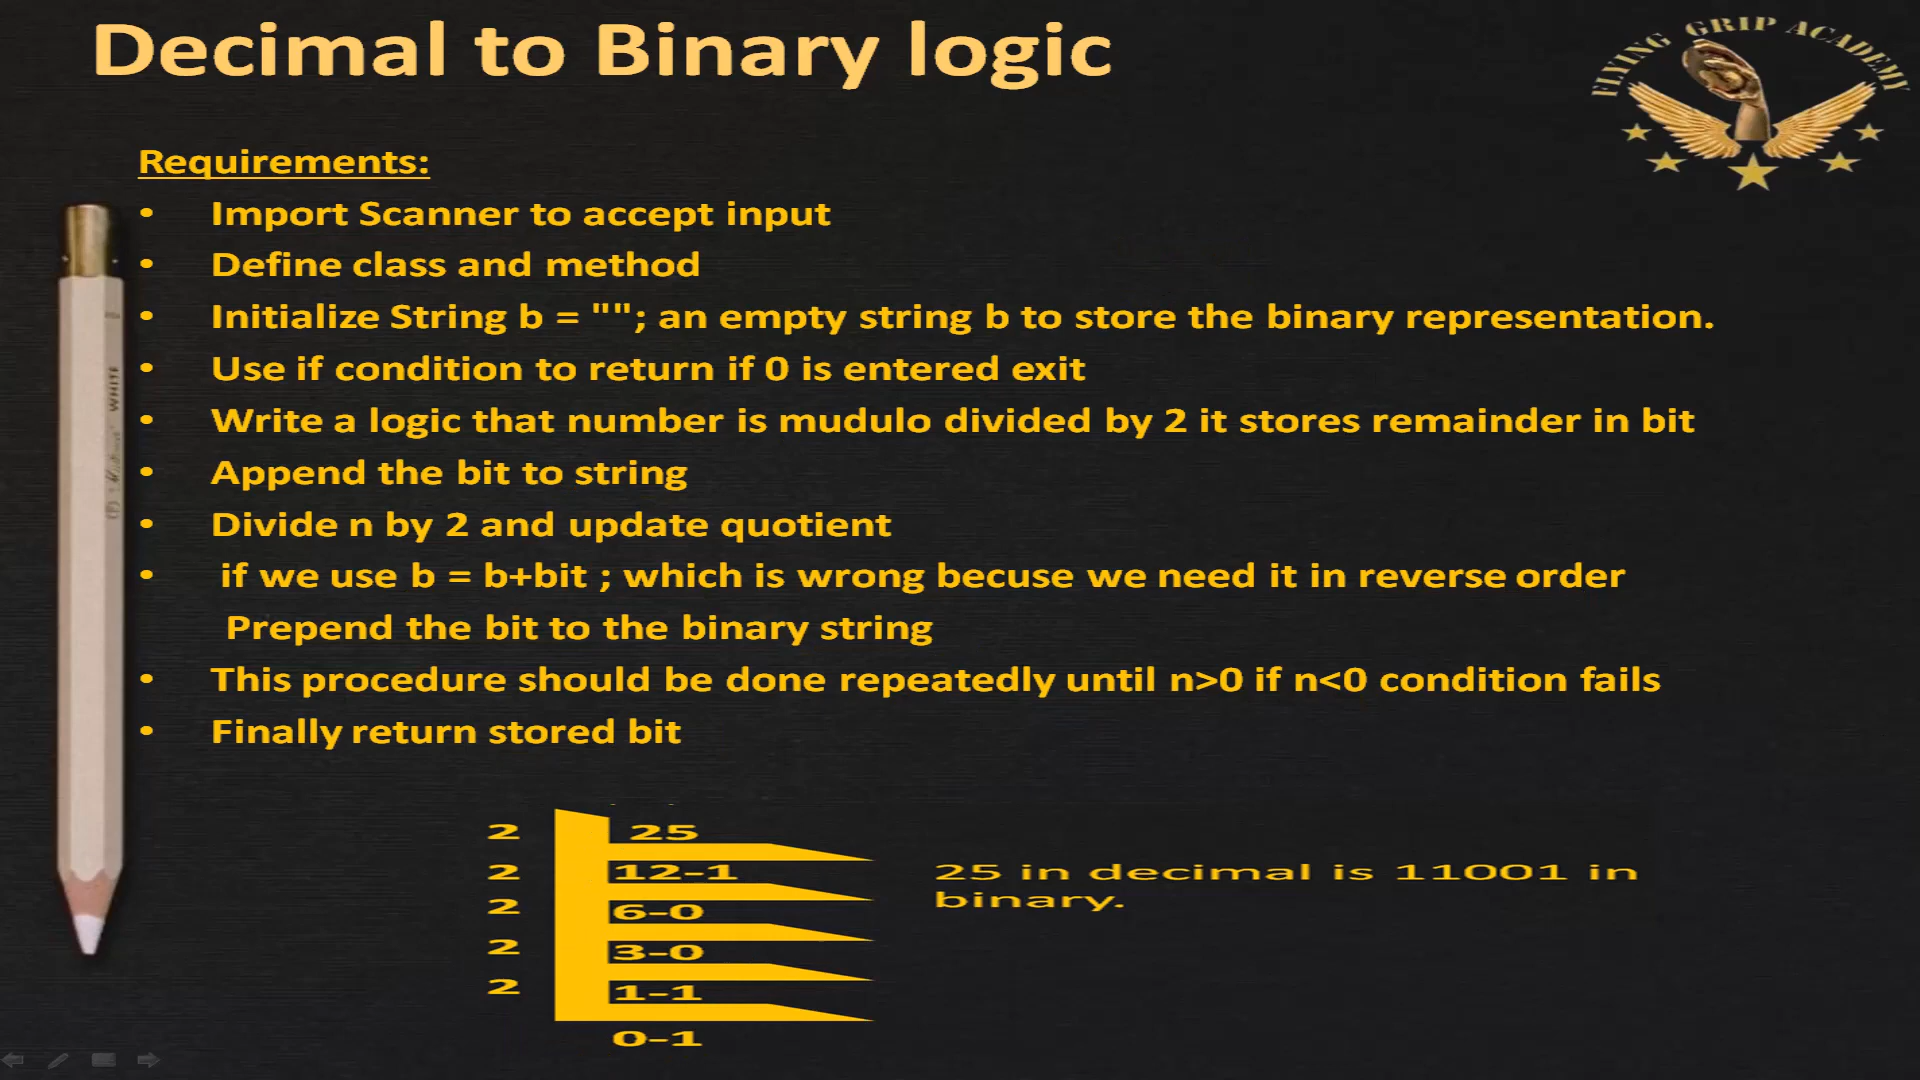 Decimal to Binary logic
FLYING GRIP ACADEMY
Requirements:
• Import Scanner to accept input
• Define class and method
• Initialize String b = ""; an empty string b to store the binary representation.
• Use if condition to return if 0 is entered exit
• Write a logic that number is mudulo divided by 2 it stores remainder in bit
• Append the bit to string
• Divide n by 2 and update quotient
• if we use b = b+bit ; which is wrong becuse we need it in reverse order
Prepend the bit to the binary string
• This procedure should be done repeatedly until n>0 if n<0 condition fails
• Finally return stored bit
WHITE
2 25
2 12-1
2 6-0
2 3-0
2 1-1
0-1
25 in decimal is 11001 in
binary.